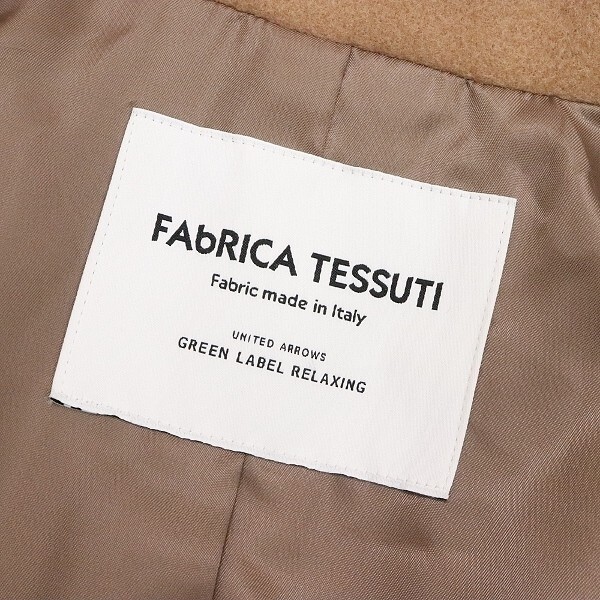 FAbRICA TESSUTI
Fabric made in Italy
UNITED ARROWS
GREEN LABEL RELAXING